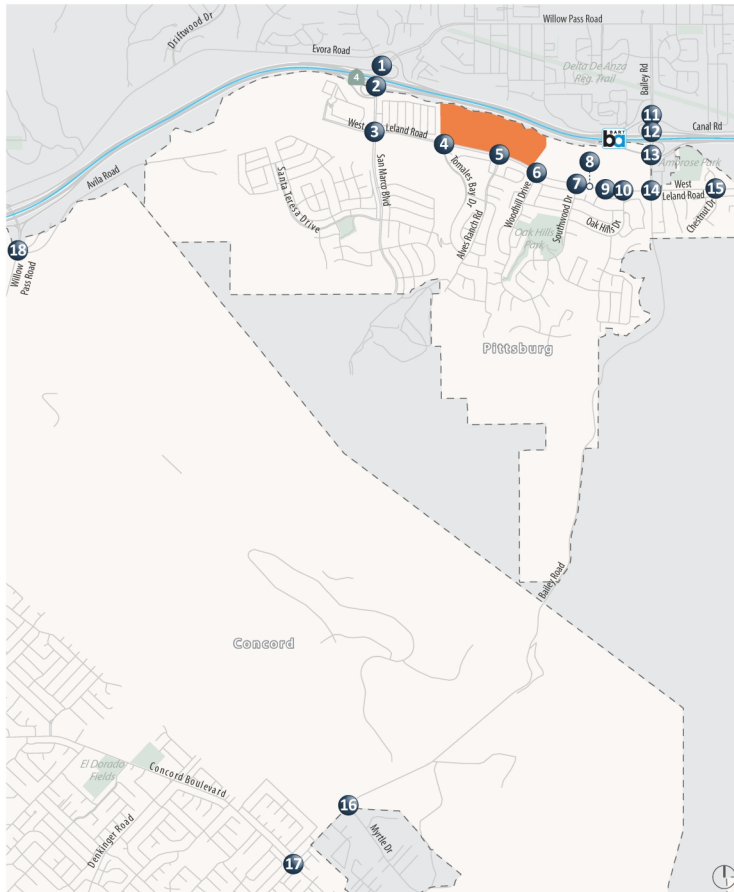 Willow Pass Road
Driftwood Dr
Evora Road
4
1
2
Delta De Anza
Reg. Trail
Bailey Rd
11
12
Canal Rd
BART
ba
13
Ambrose Park
West Leland Road
3
4
5
6
7
8
9
10
14
West
Leland Road
15
Chestnut Dr
Avila Road
Santa Teresa Drive
San Marco Blvd
Tomales Bay Dr
Alves Ranch Rd
Woodhill Drive
Southwood Dr
Oak Hills Dr
Oak Hills
Park
18
Willow
Pass Road
Pittsburg
Bailey Road
Concord
El Dorado
Fields
Concord Boulevard
Denkinger Road
16
Myrtle Dr
17